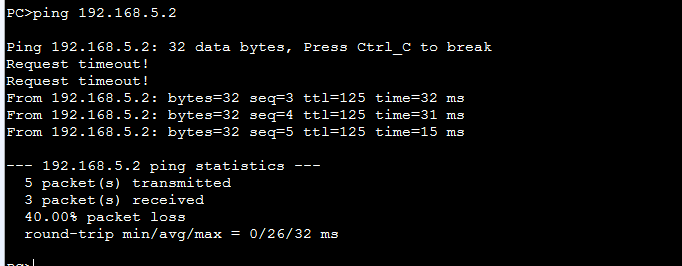 PC>ping 192.168.5.2
Ping 192.168.5.2: 32 data bytes, Press Ctrl_C to break
Request timeout!
Request timeout!
From 192.168.5.2: bytes=32 seq=3 ttl=125 time=32 ms
From 192.168.5.2: bytes=32 seq=4 ttl=125 time=31 ms
From 192.168.5.2: bytes=32 seq=5 ttl=125 time=15 ms
--- 192.168.5.2 ping statistics ---
5 packet(s) transmitted
3 packet(s) received
40.00% packet loss
round-trip min/avg/max = 0/26/32 ms
PC>